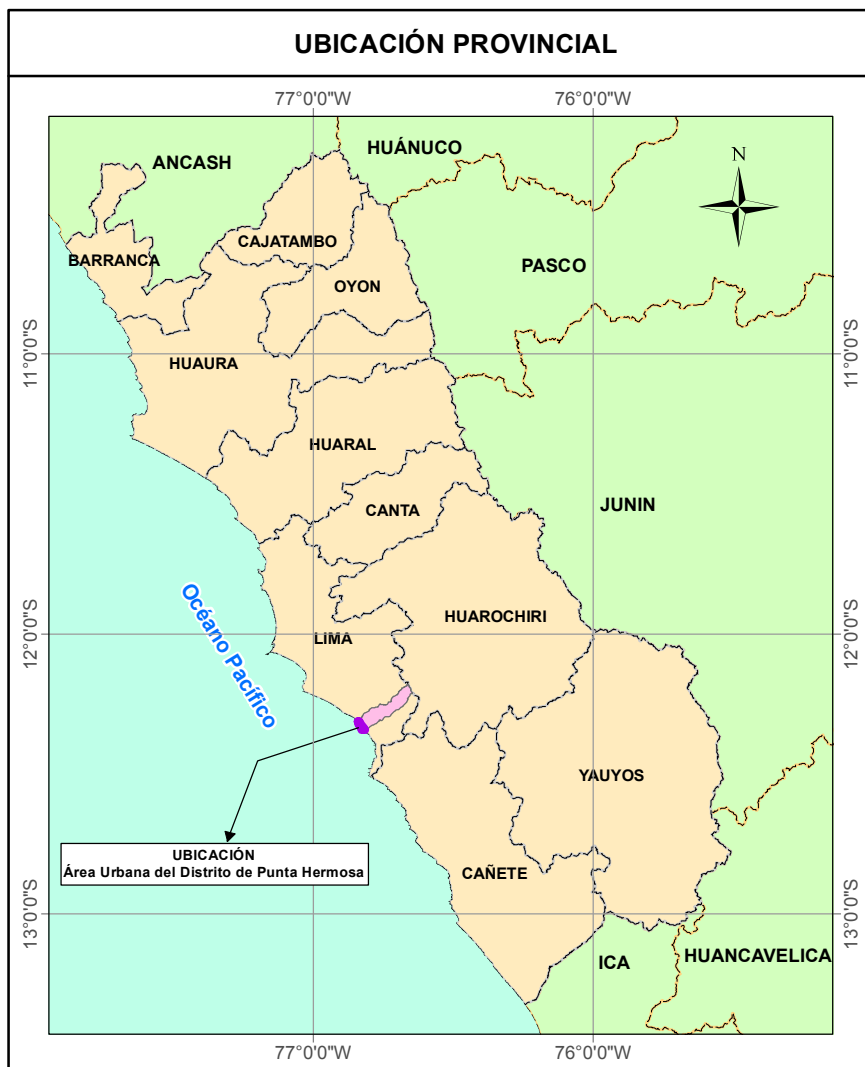 UBICACIÓN PROVINCIAL
77°0'0"W
76°0'0"W
HUÁNUCO
ANCASH
N
CAJATAMBO
BARRANCA
PASCO
OYON
11°0'0"S
11°0'0"S
HUAURA
HUARAL
JUNIN
CANTA
HUAROCHIRI
12°0'0"S
12°0'0"S
LIMA
Océano Pacífico
YAUYOS
UBICACIÓN
Área Urbana del Distrito de Punta Hermosa
CAÑETE
13°0'0"S
13°0'0"S
ICA
HUANCAVELICA
77°0'0"W
76°0'0"W